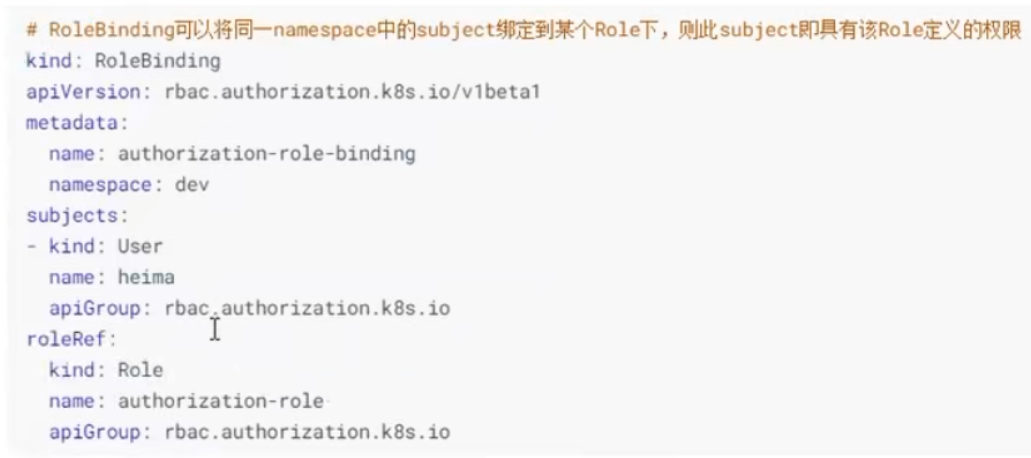 # RoleBinding可以将同一namespace中的subject绑定到某个Role下，则此subject即具有该Role定义的权限
kind: RoleBinding
apiVersion: rbac.authorization.k8s.io/v1beta1
metadata:
  name: authorization-role-binding
  namespace: dev
subjects:
- kind: User
  name: heima
  apiGroup: rbac.authorization.k8s.io
roleRef:
  kind: Role
  name: authorization-role
  apiGroup: rbac.authorization.k8s.io